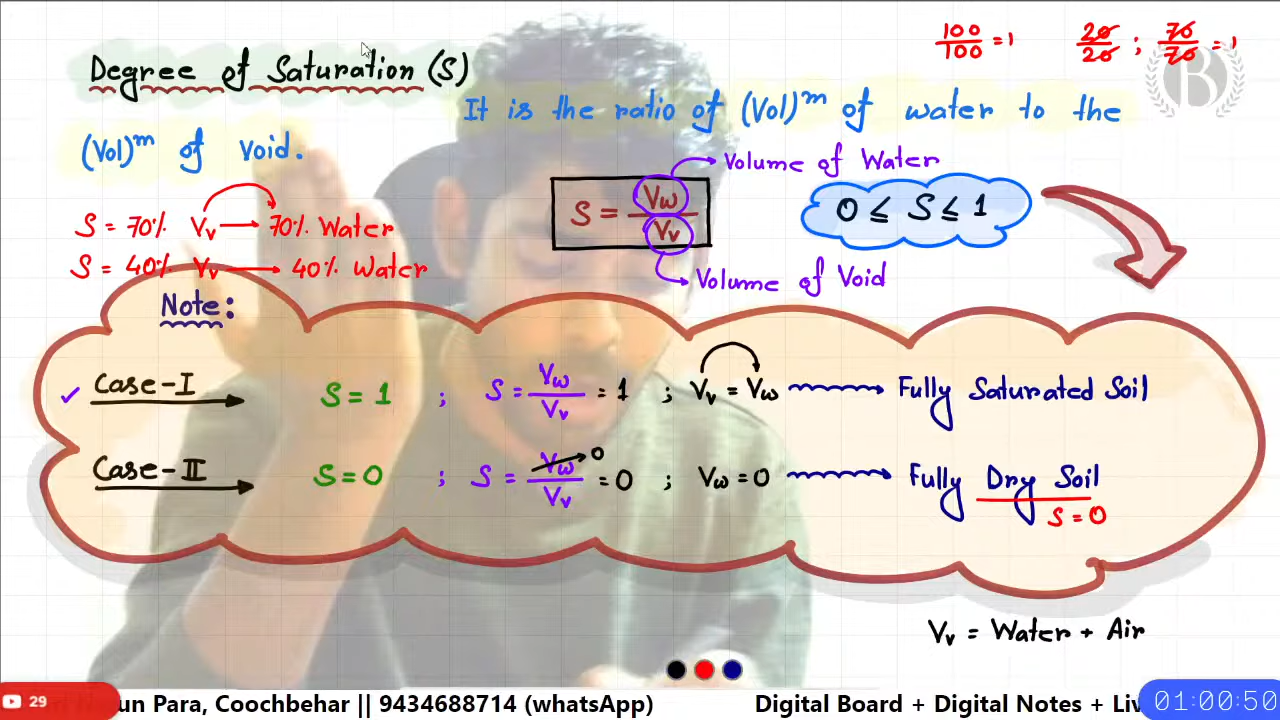 100/100 = 1 20/20 ; 70/70 = 1
Degree of Saturation (S)
It is the ratio of (Vol)ᵐ of water to the
(Vol)ᵐ of Void.
B
Volume of Water
S = Vw/Vv
0 ≤ S ≤ 1
Volume of Void
S = 70% Vv → 70% Water
S = 40% Vv → 40% Water
Note:
✓ Case-I → S = 1 ; S = Vw/Vv = 1 ; Vv = Vw → Fully Saturated Soil
Case-II → S = 0 ; S = Vw/Vv = 0 ; Vw = 0 → Fully Dry Soil
0
S = 0
Vv = Water + Air
29
un Para, Coochbehar || 9434688714 (whatsApp) Digital Board + Digital Notes + Li
01:00:50